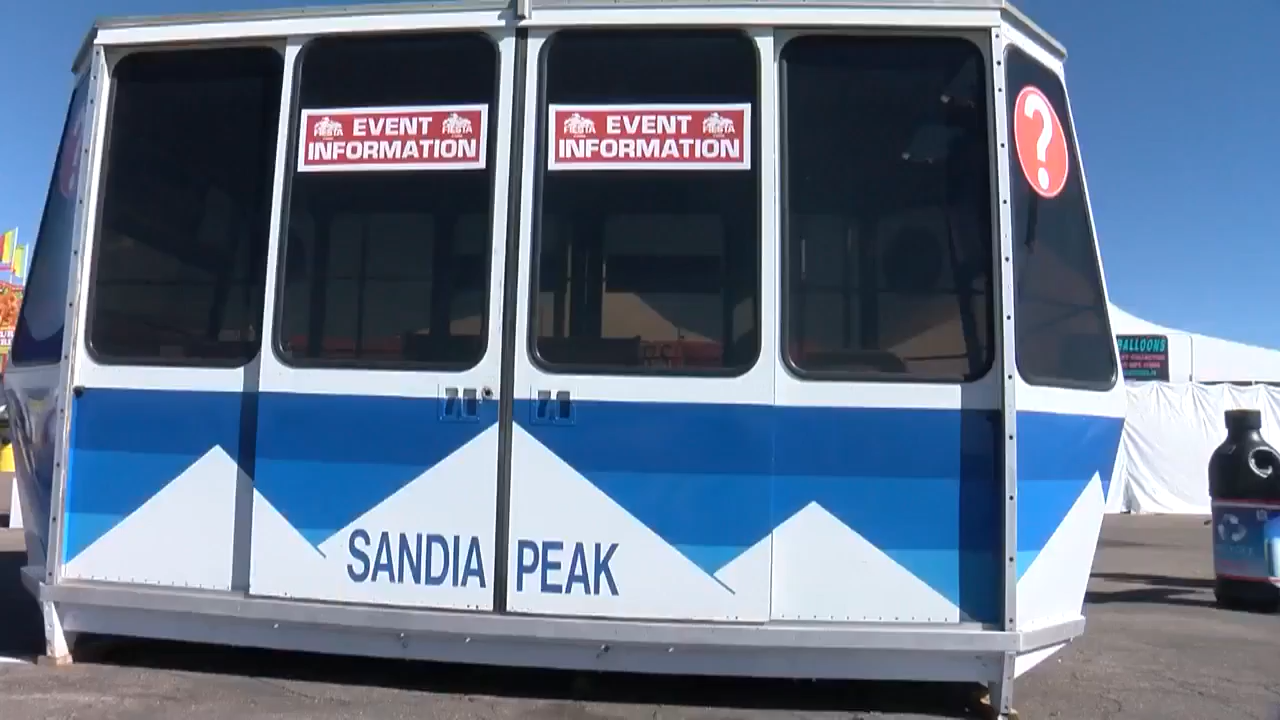 FIESTA EVENT FIESTA
INFORMATION
FIESTA EVENT FIESTA
INFORMATION
?
BALLOONS
SANDIA PEAK